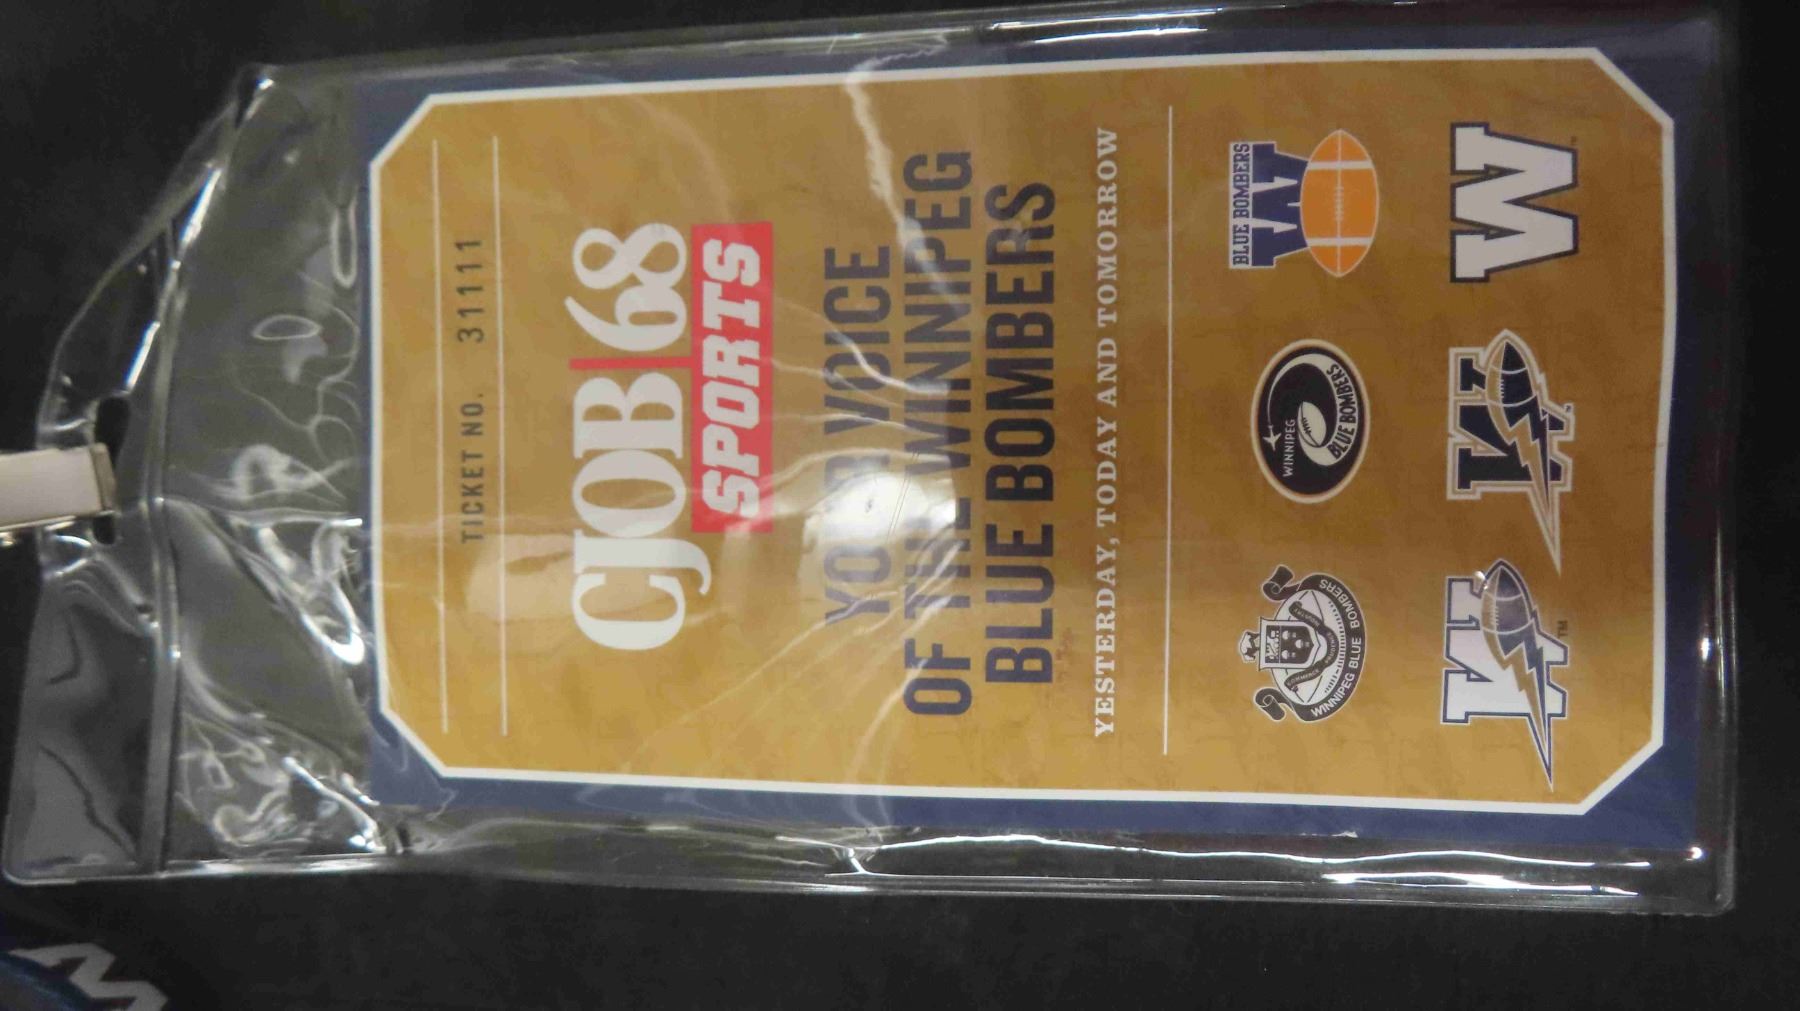 TICKET NO. 31111
CJOB|68
SPORTS
YOUR VOICE
OF THE WINNIPEG
BLUE BOMBERS
YESTERDAY, TODAY AND TOMORROW
WINNIPEG BLUE BOMBERS
WINNIPEG
BLUE BOMBERS
BLUE BOMBERS
W
W
TM
W
W